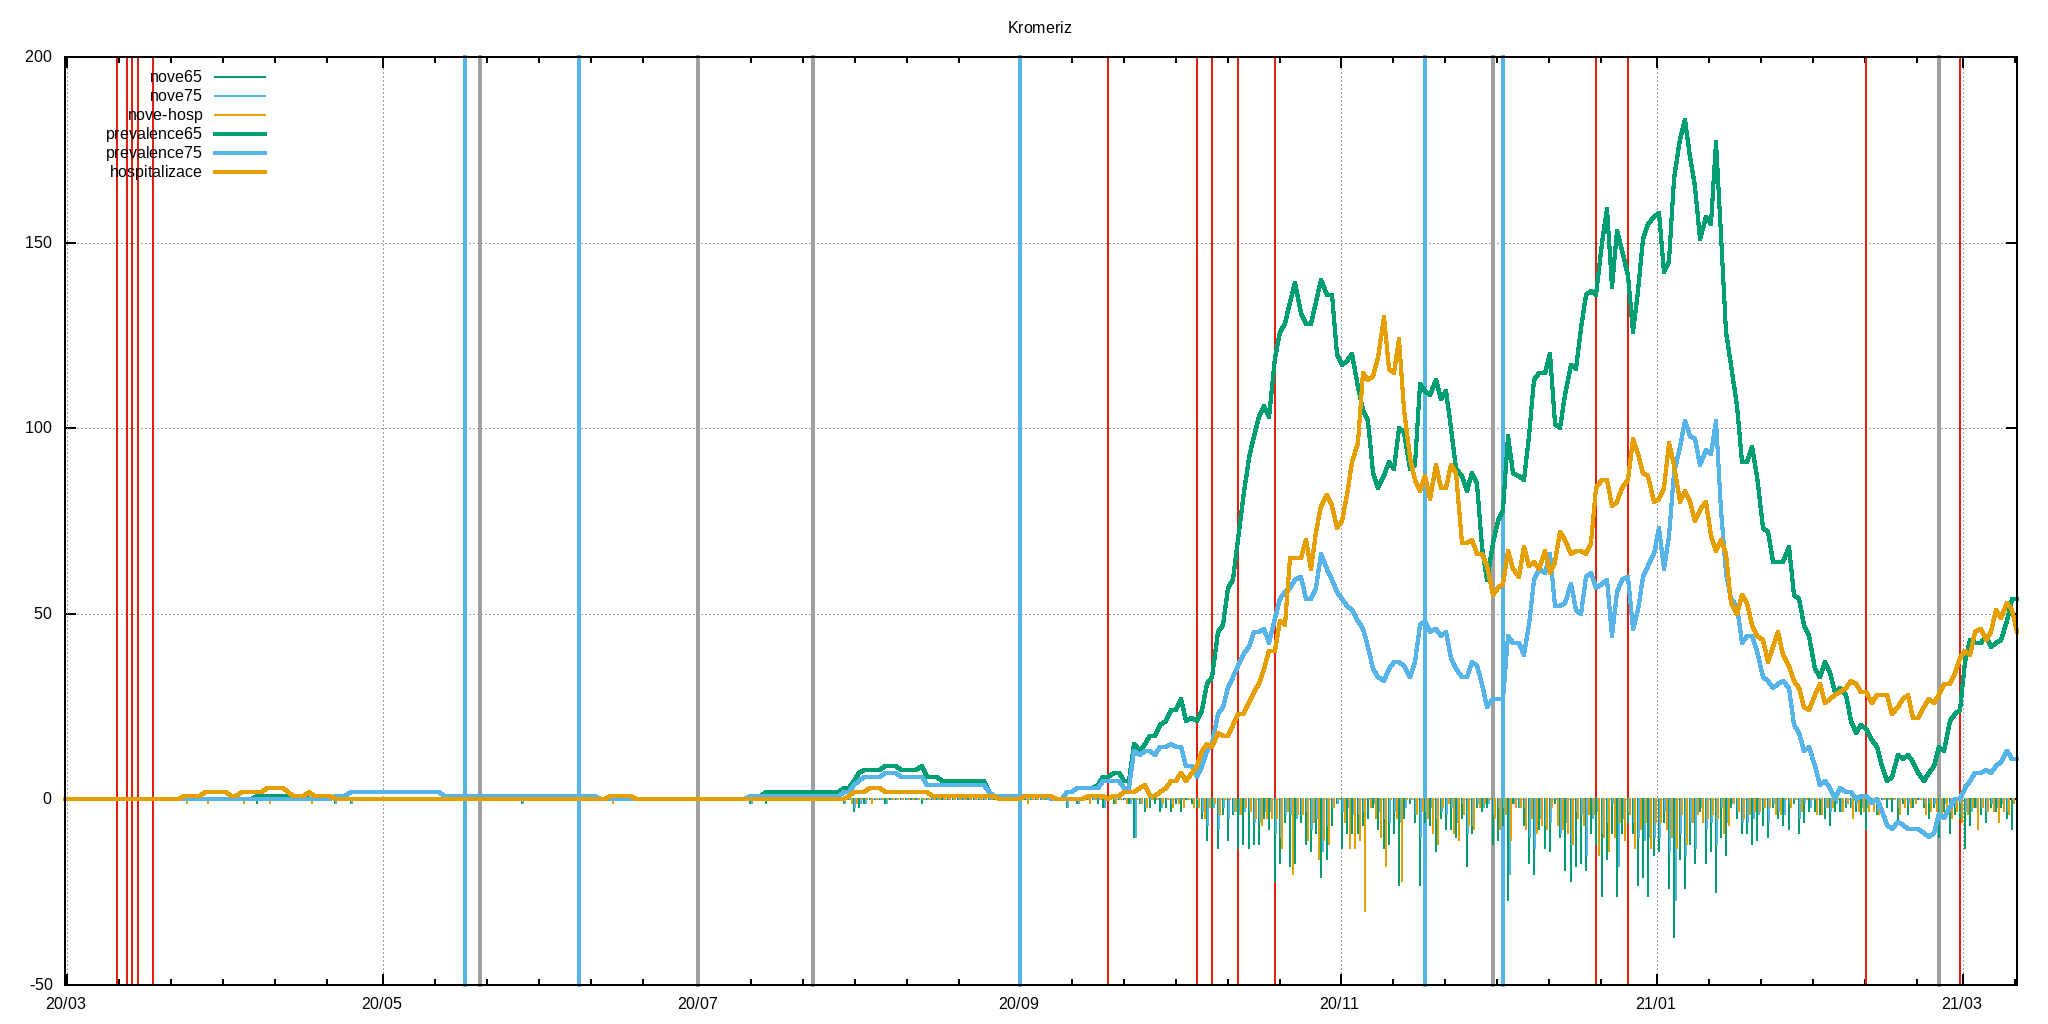 Kromeriz
200
nove65
nove75
nove-hosp
prevalence65
prevalence75
hospitalizace
150
100
50
0
-50
20/03 20/05 20/07 20/09 20/11 21/01 21/03